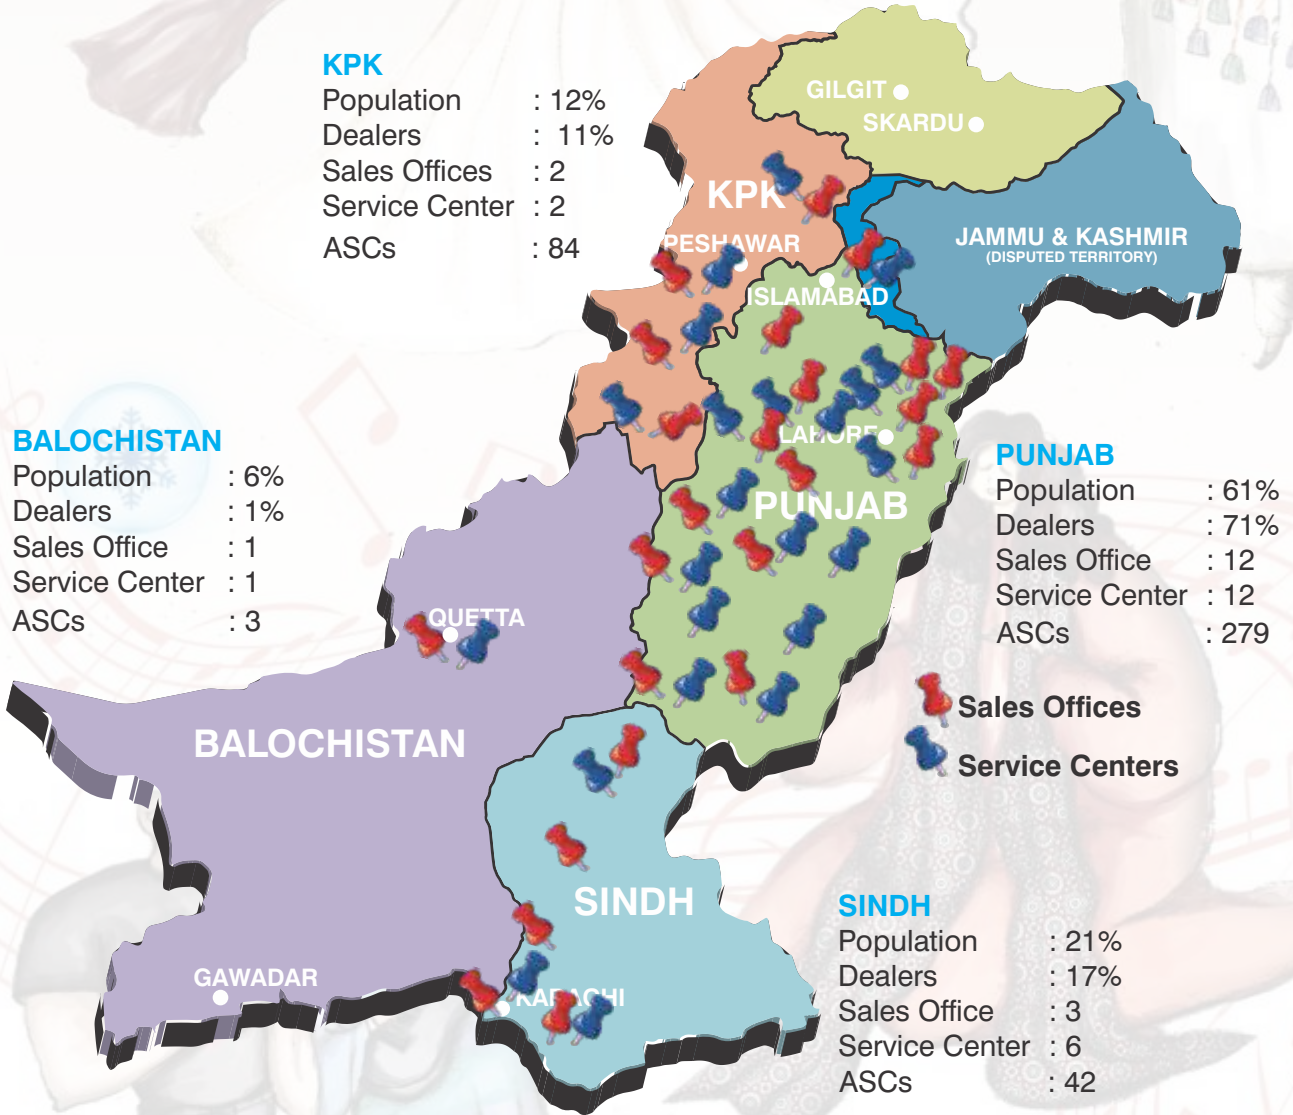 KPK
Population : 12%
Dealers : 11%
Sales Offices : 2
Service Center : 2
ASCs : 84
GILGIT
SKARDU
KPK
PESHAWAR
JAMMU & KASHMIR
(DISPUTED TERRITORY)
ISLAMABAD
BALOCHISTAN
Population : 6%
Dealers : 1%
Sales Office : 1
Service Center : 1
ASCs : 3
LAHORE
PUNJAB
PUNJAB
Population : 61%
Dealers : 71%
Sales Office : 12
Service Center : 12
ASCs : 279
QUETTA
BALOCHISTAN
Sales Offices
Service Centers
SINDH
SINDH
Population : 21%
Dealers : 17%
Sales Office : 3
Service Center : 6
ASCs : 42
GAWADAR
KARACHI